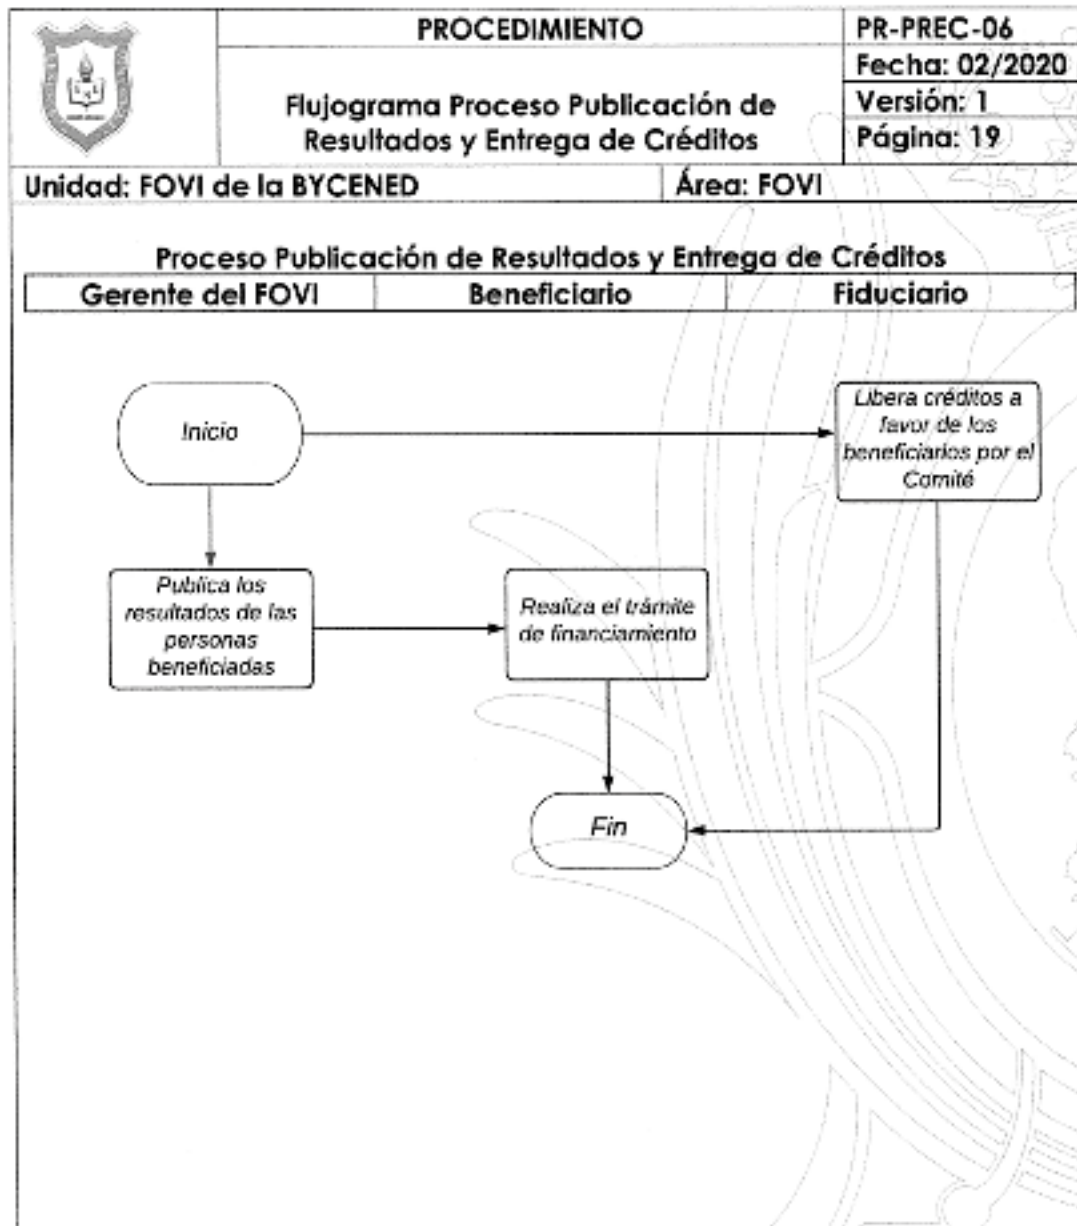 PROCEDIMIENTO
PR-PREC-06
Fecha: 02/2020
Flujograma Proceso Publicación de
Resultados y Entrega de Créditos
Versión: 1
Página: 19
Unidad: FOVI de la BYCENED
Área: FOVI
Proceso Publicación de Resultados y Entrega de Créditos
Gerente del FOVI
Beneficiario
Fiduciario
Inicio
Libera créditos a
favor de los
beneficiarios por el
Comité
Publica los
resultados de las
personas
beneficiadas
Realiza el trámite
de financiamiento
Fin